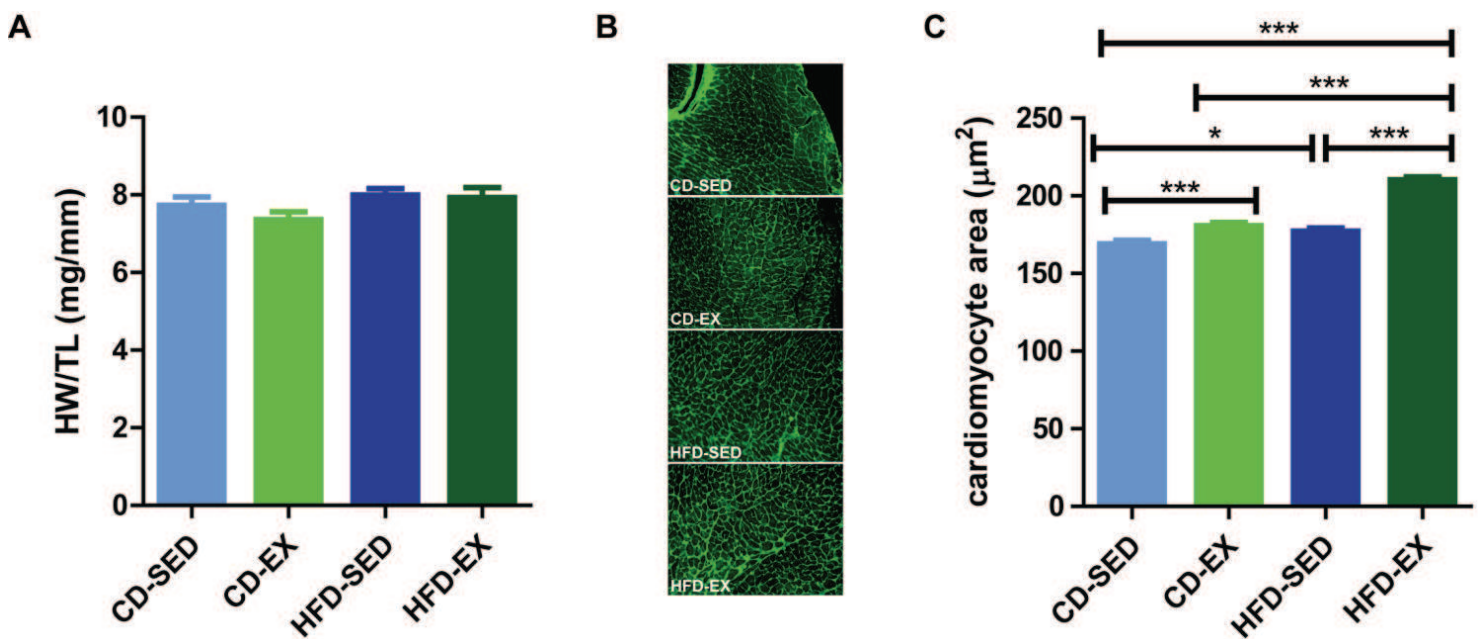 A
HW/TL (mg/mm)
10
8
6
4
2
0
CD-SED
CD-EX
HFD-SED
HFD-EX
B
CD-SED
CD-EX
HFD-SED
HFD-EX
C
***
***
*
***
***
cardiomyocyte area (μm²)
250
200
150
100
50
0
CD-SED
CD-EX
HFD-SED
HFD-EX